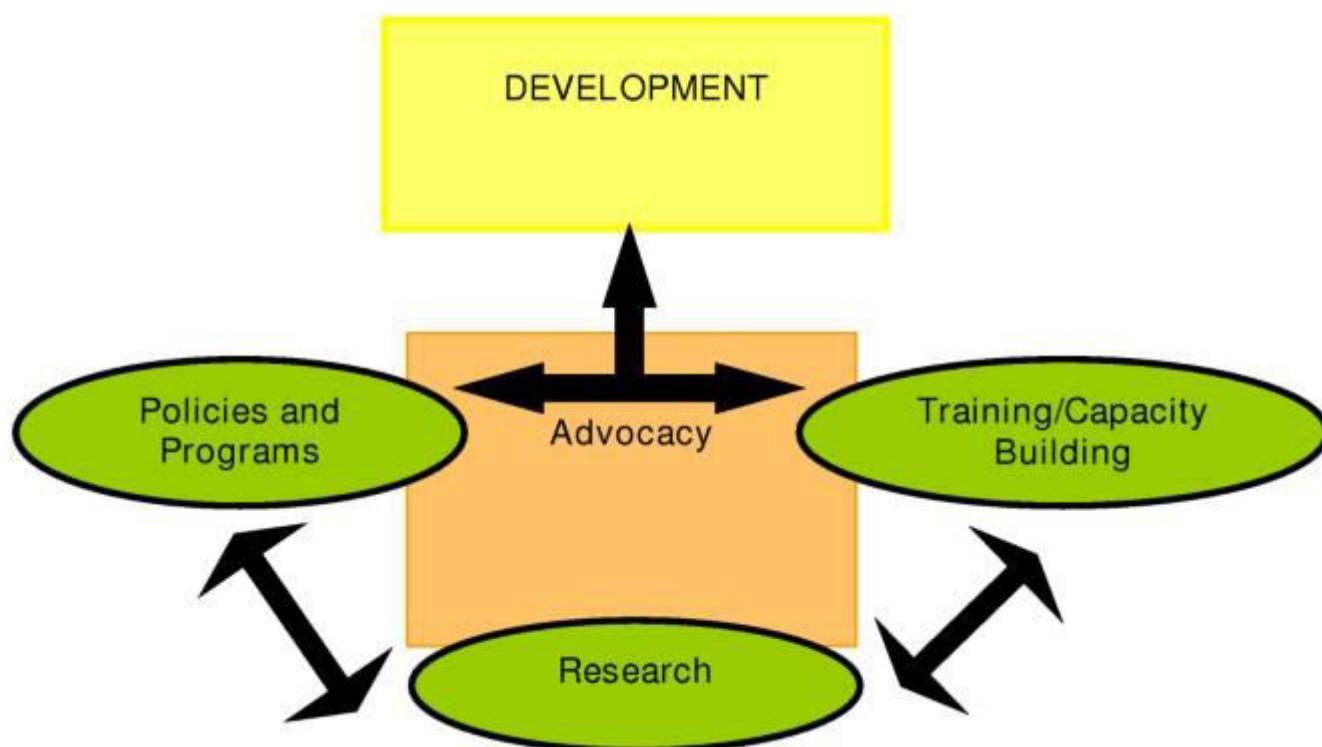 DEVELOPMENT
Policies and
Programs
Advocacy
Training/Capacity
Building
Research